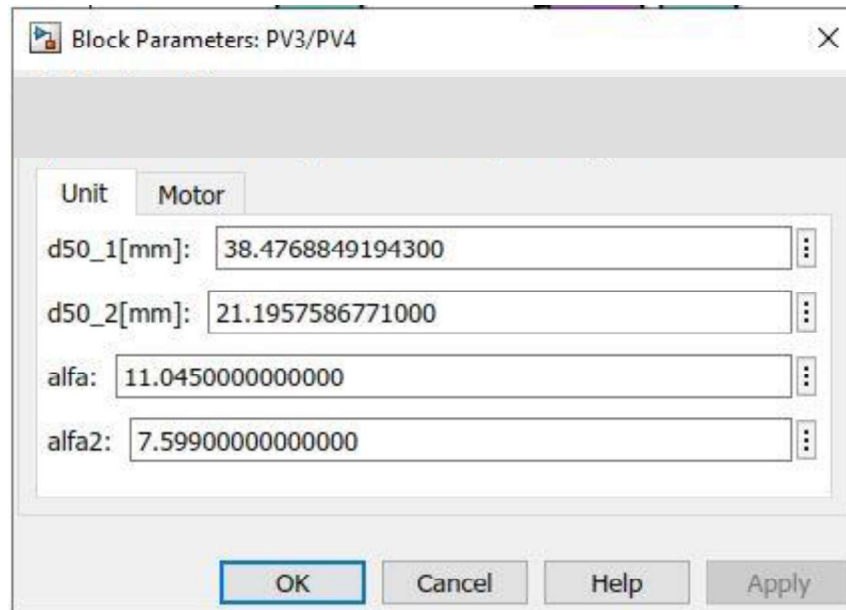 Block Parameters: PV3/PV4
Unit Motor
d50_1[mm]: 38.4768849194300
d50_2[mm]: 21.1957586771000
alfa: 11.0450000000000
alfa2: 7.59900000000000
OK Cancel Help Apply